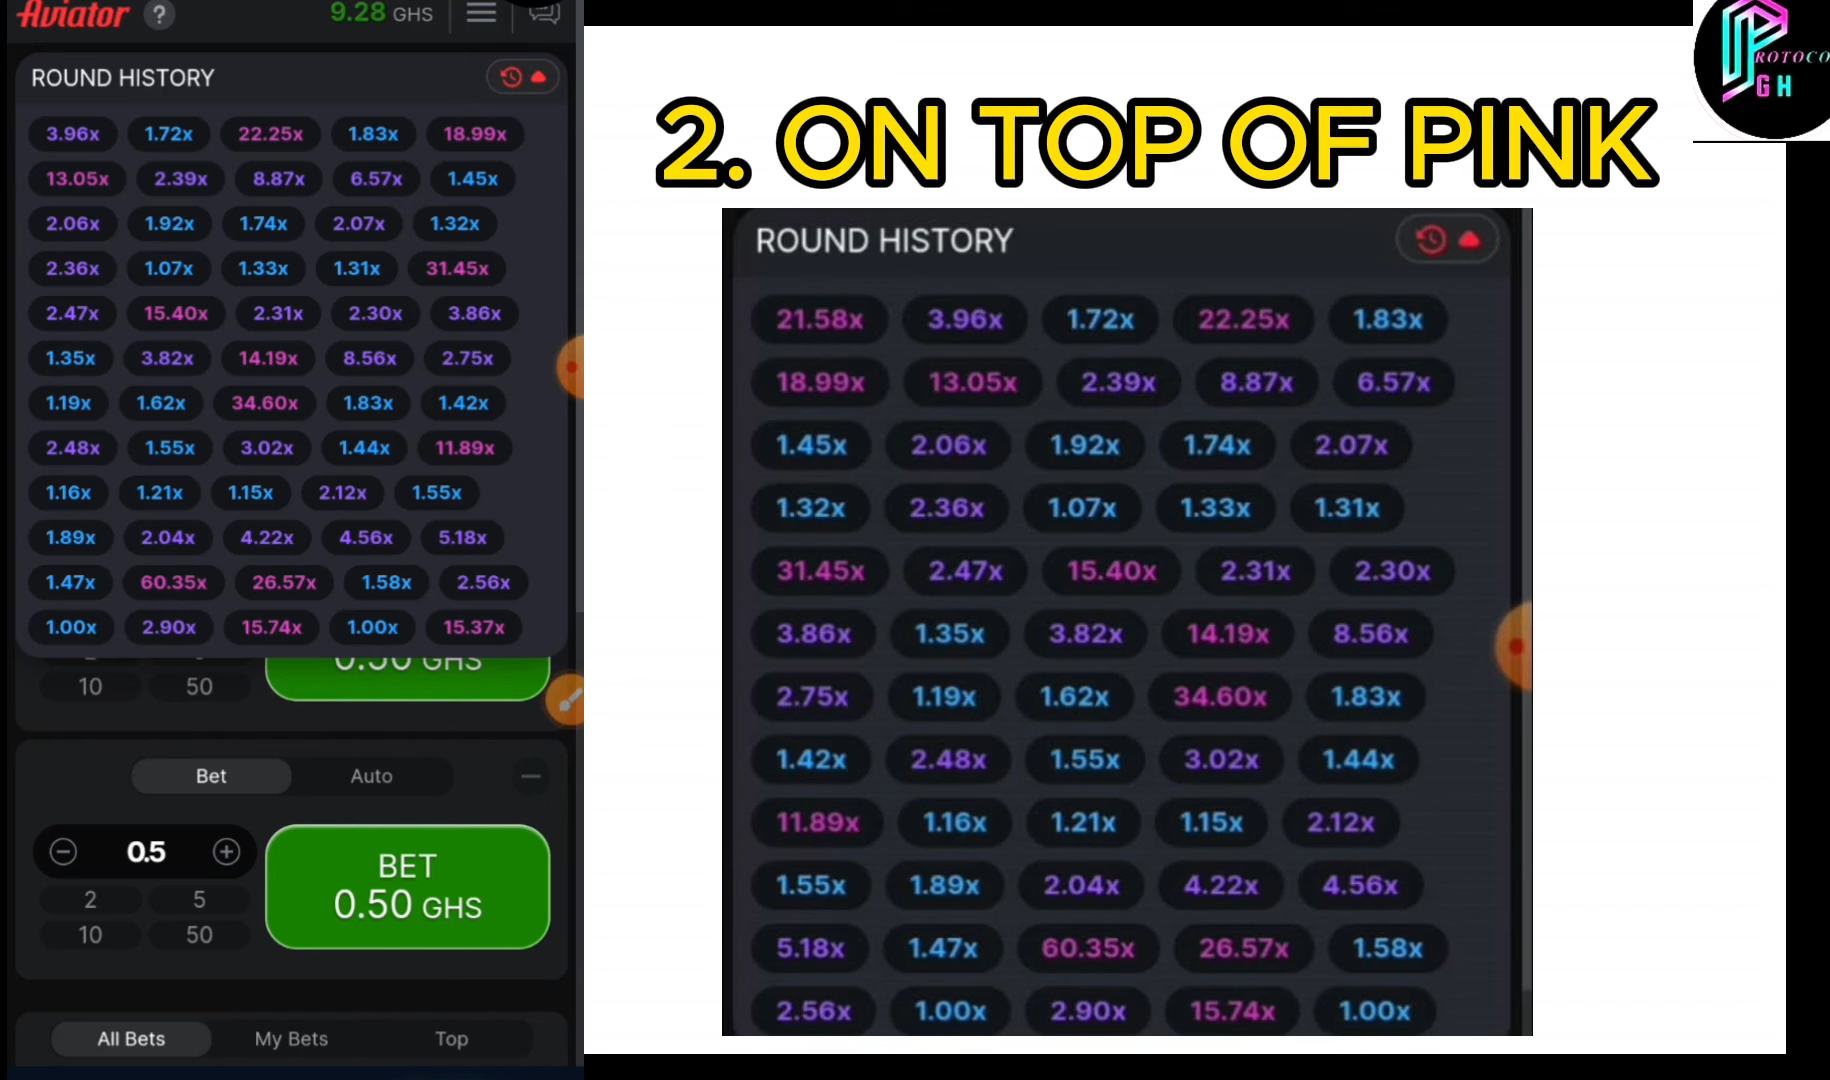 Aviator ? 9.28 GHS
ROUND HISTORY
3.96x 1.72x 22.25x 1.83x 18.99x
13.05x 2.39x 8.87x 6.57x 1.45x
2.06x 1.92x 1.74x 2.07x 1.32x
2.36x 1.07x 1.33x 1.31x 31.45x
2.47x 15.40x 2.31x 2.30x 3.86x
1.35x 3.82x 14.19x 8.56x 2.75x
1.19x 1.62x 34.60x 1.83x 1.42x
2.48x 1.55x 3.02x 1.44x 11.89x
1.16x 1.21x 1.15x 2.12x 1.55x
1.89x 2.04x 4.22x 4.56x 5.18x
1.47x 60.35x 26.57x 1.58x 2.56x
1.00x 2.90x 15.74x 1.00x 15.37x
0.50 GHS
10 50
Bet Auto
0.5
BET
2 5
0.50 GHS
10 50
All Bets My Bets Top
2. ON TOP OF PINK
ROUND HISTORY
21.58x 3.96x 1.72x 22.25x 1.83x
18.99x 13.05x 2.39x 8.87x 6.57x
1.45x 2.06x 1.92x 1.74x 2.07x
1.32x 2.36x 1.07x 1.33x 1.31x
31.45x 2.47x 15.40x 2.31x 2.30x
3.86x 1.35x 3.82x 14.19x 8.56x
2.75x 1.19x 1.62x 34.60x 1.83x
1.42x 2.48x 1.55x 3.02x 1.44x
11.89x 1.16x 1.21x 1.15x 2.12x
1.55x 1.89x 2.04x 4.22x 4.56x
5.18x 1.47x 60.35x 26.57x 1.58x
2.56x 1.00x 2.90x 15.74x 1.00x
PROTOCO
GH